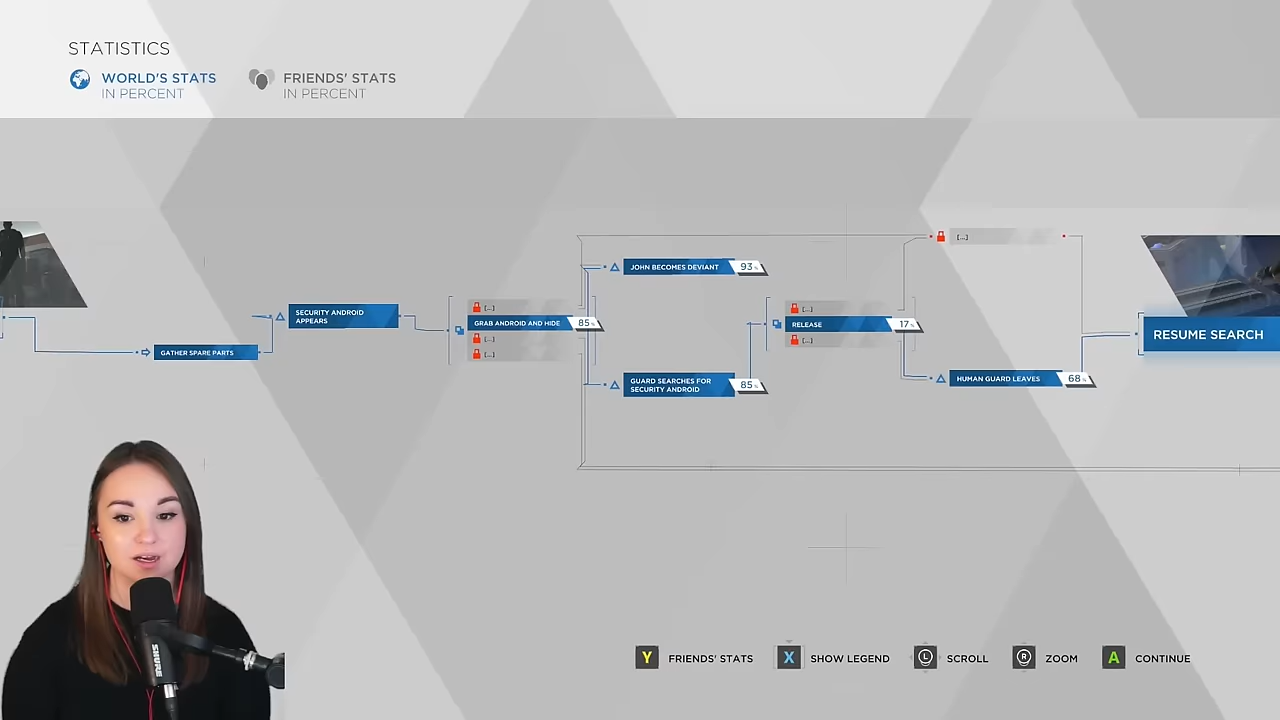 STATISTICS
WORLD'S STATS
IN PERCENT
FRIENDS' STATS
IN PERCENT
[...]
JOHN BECOMES DEVIANT 93%
SECURITY ANDROID
APPEARS
[...]
GRAB ANDROID AND HIDE 85%
[...]
[...]
[...]
RELEASE 17%
[...]
RESUME SEARCH
GATHER SPARE PARTS
GUARD SEARCHES FOR
SECURITY ANDROID 85%
HUMAN GUARD LEAVES 68%
SHURE
Y FRIENDS' STATS
X SHOW LEGEND
L SCROLL
R ZOOM
A CONTINUE